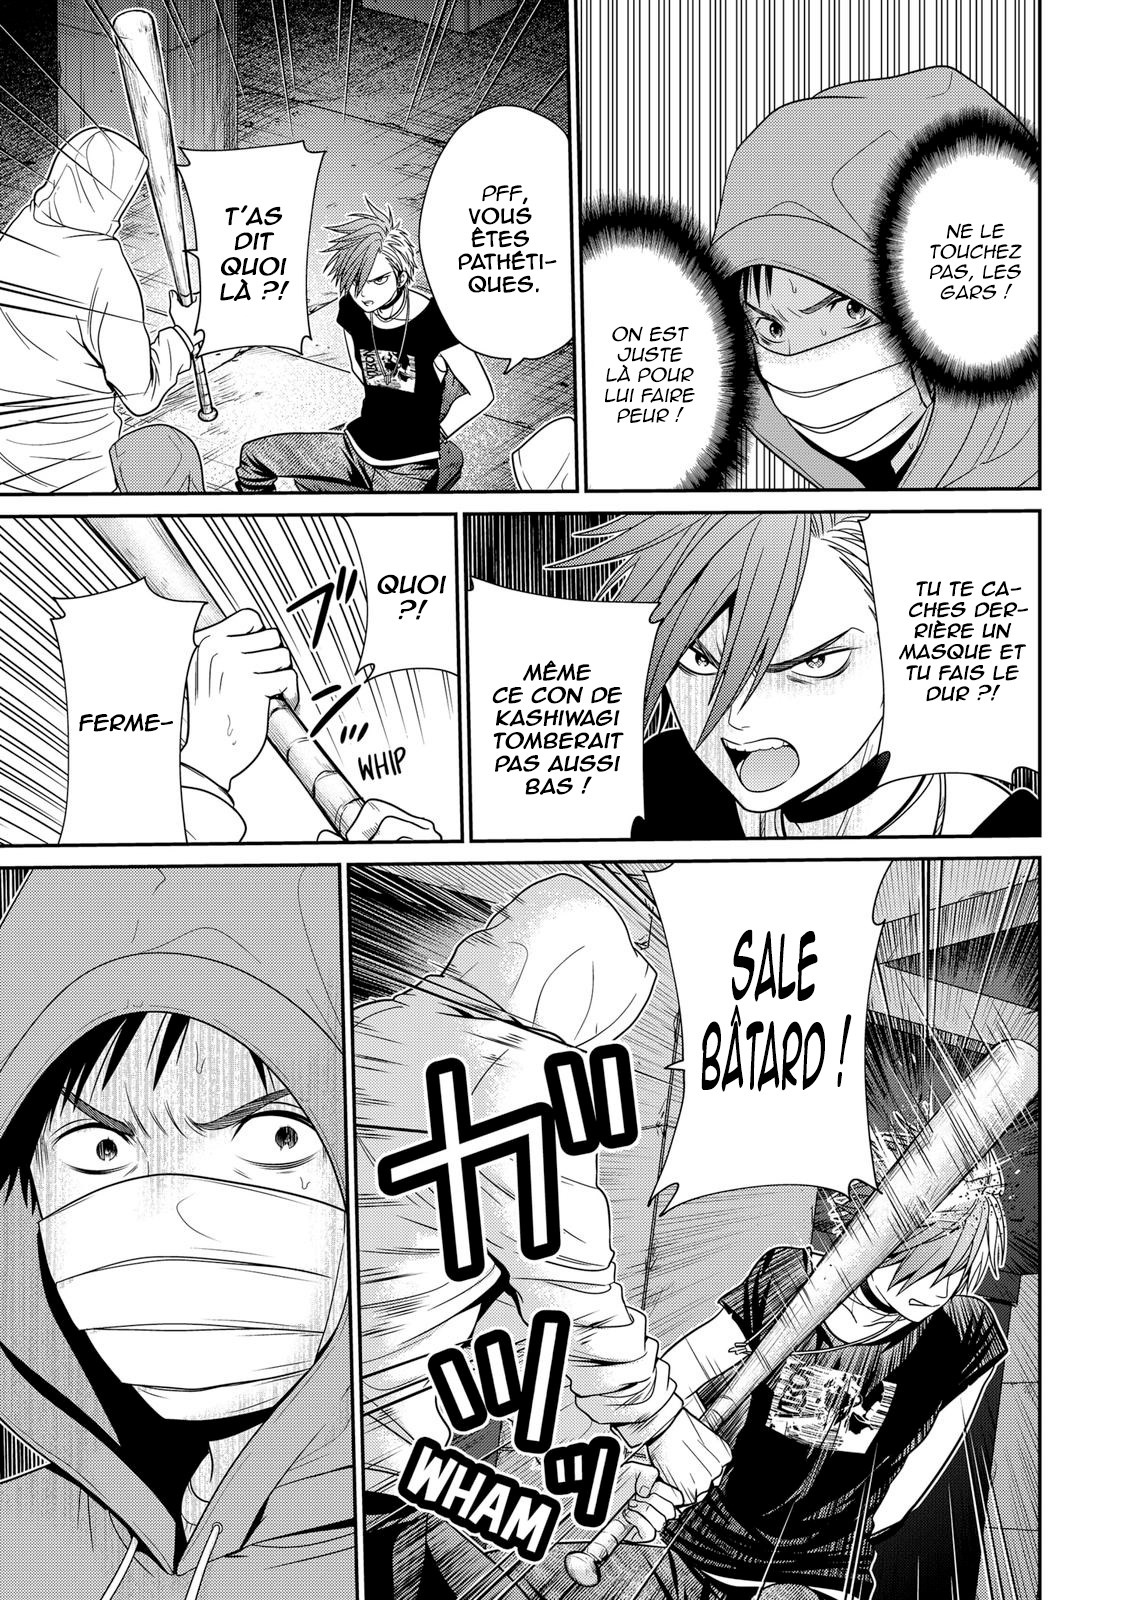 NE LE
TOUCHEZ
PAS, LES
GARS !
ON EST
JUSTE
LÀ POUR
LUI FAIRE
PEUR !
PFF,
VOUS
ÊTES
PATHÉTI-
QUES.
T'AS
DIT
QUOI
LÀ ?!
TU TE CA-
CHES DER-
RIÈRE UN
MASQUE ET
TU FAIS LE
DUR ?!
MÊME
CE CON DE
KASHIWAGI
TOMBERAIT
PAS AUSSI
BAS !
QUOI
?!
ブンッ
WHIP
FERME-
SALE
BÂTARD !
ガッッ
WHAM